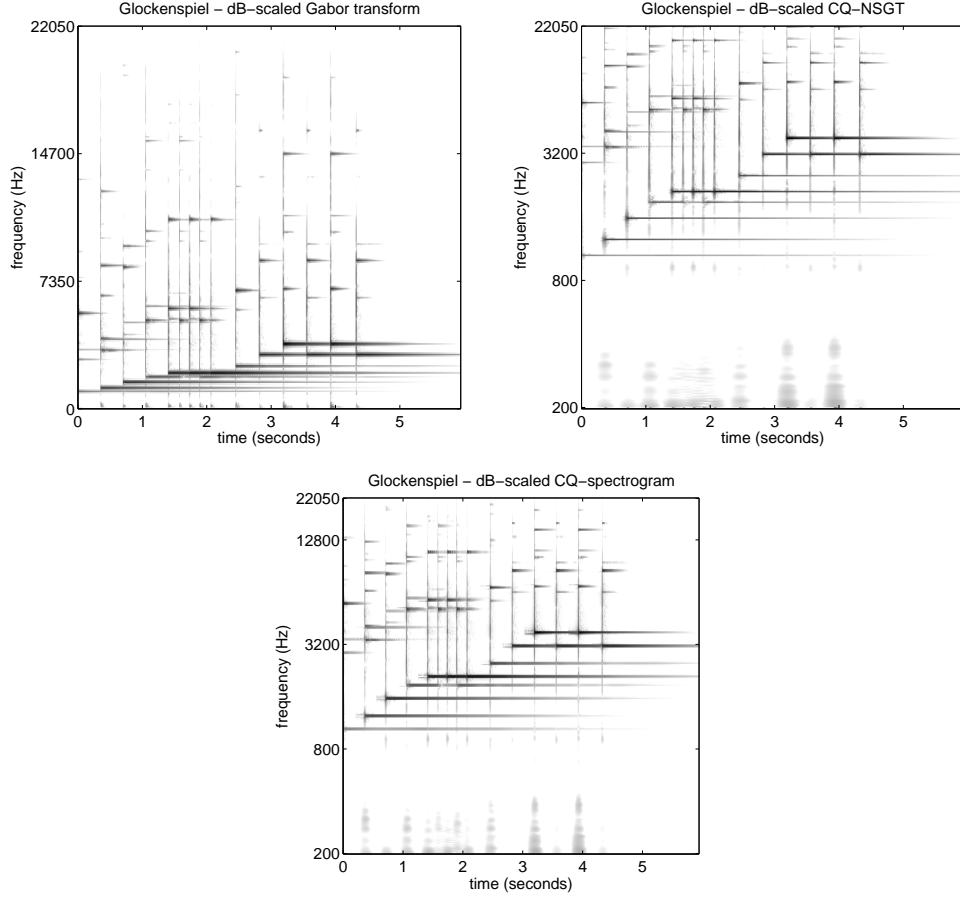 Glockenspiel – dB–scaled Gabor transform
frequency (Hz)
22050
14700
7350
0
0 1 2 3 4 5
time (seconds)
Glockenspiel – dB–scaled CQ–NSGT
frequency (Hz)
22050
3200
800
200
0 1 2 3 4 5
time (seconds)
Glockenspiel – dB–scaled CQ–spectrogram
frequency (Hz)
22050
12800
3200
800
200
0 1 2 3 4 5
time (seconds)